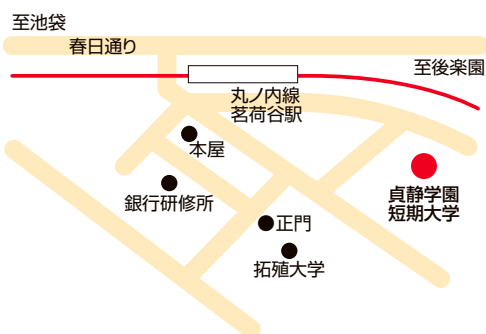 至池袋
春日通り
至後楽園
丸ノ内線
茗荷谷駅
本屋
銀行研修所
貞静学園
短期大学
正門
拓殖大学